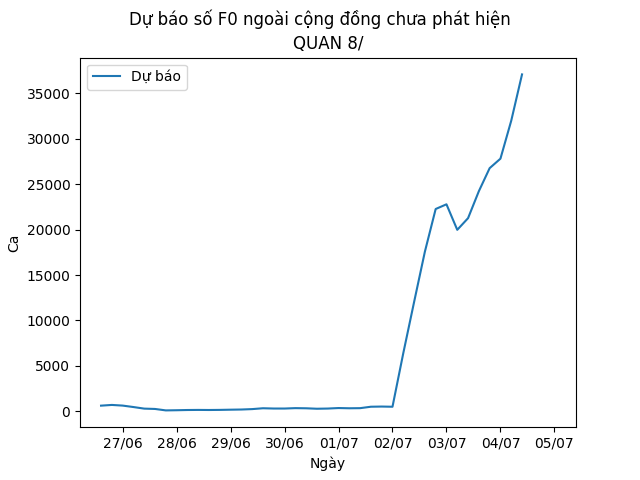 Dự báo số F0 ngoài cộng đồng chưa phát hiện
QUAN 8/
Dự báo
35000
30000
25000
20000
15000
10000
5000
0
Ca
27/06 28/06 29/06 30/06 01/07 02/07 03/07 04/07 05/07
Ngày